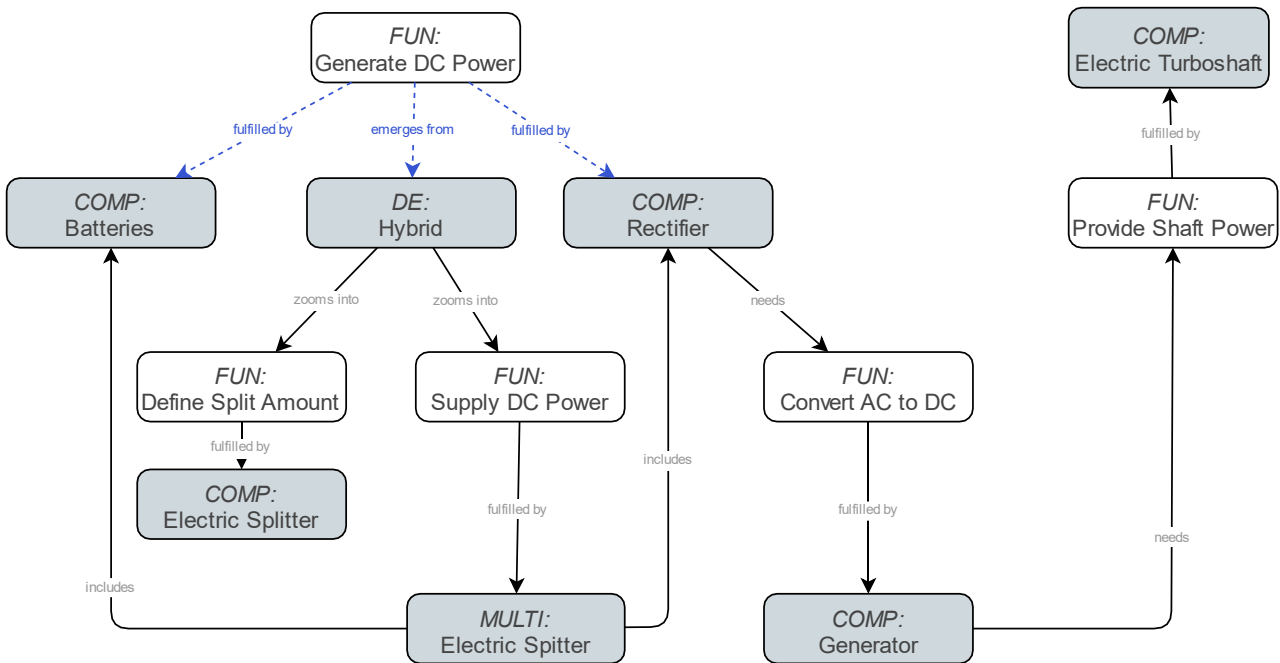 FUN:
Generate DC Power
COMP:
Electric Turboshaft
fulfilled by
emerges from
fulfilled by
fulfilled by
COMP:
Batteries
DE:
Hybrid
COMP:
Rectifier
FUN:
Provide Shaft Power
zooms into
zooms into
needs
FUN:
Define Split Amount
FUN:
Supply DC Power
FUN:
Convert AC to DC
fulfilled by
includes
COMP:
Electric Splitter
fulfilled by
fulfilled by
needs
includes
MULTI:
Electric Spitter
COMP:
Generator